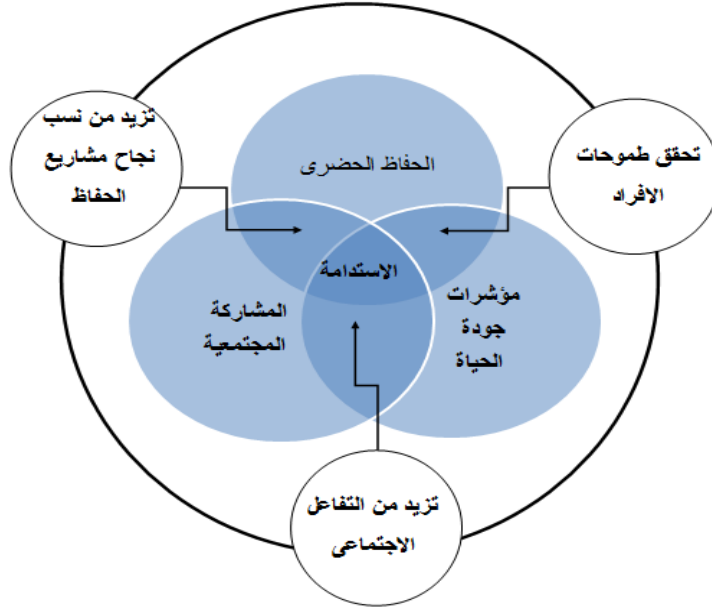 تزيد من نسب
نجاح مشاريع
الحفاظ
الحفاظ الحضرى
تحقق طموحات
الافراد
الاستدامة
مؤشرات
جودة
الحياة
المشاركة
المجتمعية
تزيد من التفاعل
الاجتماعى